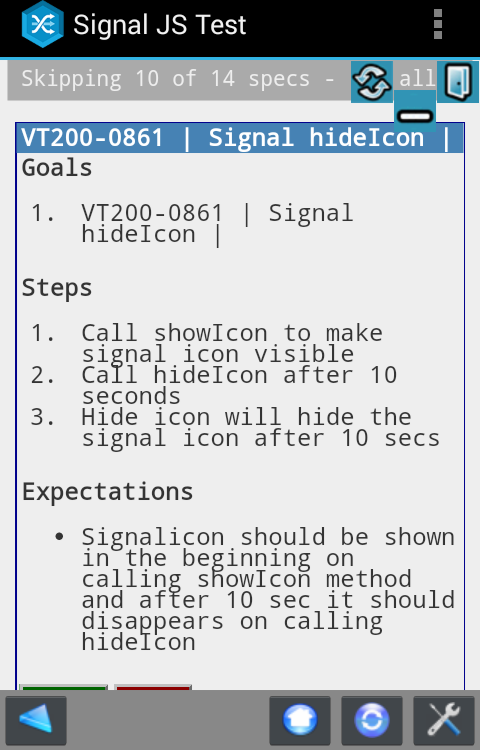 Signal JS Test
Skipping 10 of 14 specs - all
VT200-0861 | Signal hideIcon |
Goals
1. VT200-0861 | Signal
hideIcon |
Steps
1. Call showIcon to make
signal icon visible
2. Call hideIcon after 10
seconds
3. Hide icon will hide the
signal icon after 10 secs
Expectations
• Signalicon should be shown
in the beginning on
calling showIcon method
and after 10 sec it should
disappears on calling
hideIcon